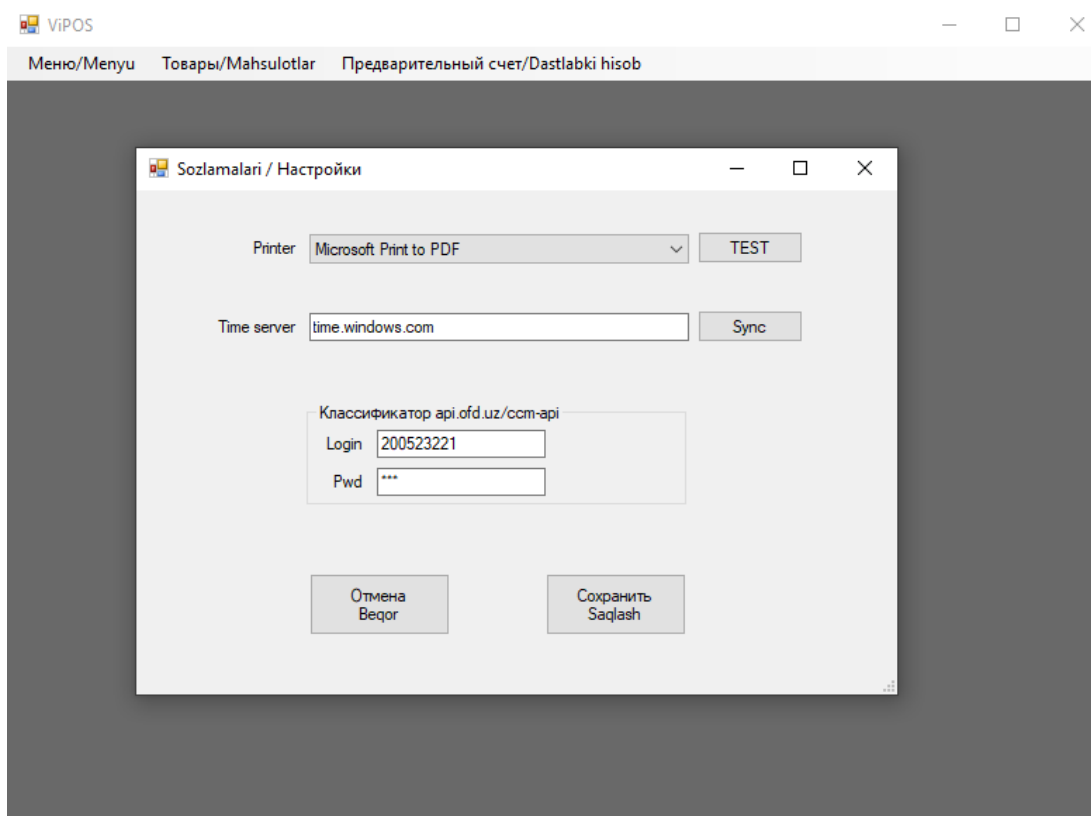 ViPOS
Меню/Menyu Товары/Mahsulotlar Предварительный счет/Dastlabki hisob
Sozlamalari / Настройки
Printer Microsoft Print to PDF TEST
Time server time.windows.com Sync
Классификатор api.ofd.uz/ccm-api
Login 200523221
Pwd ***
Отмена Сохранить
Beqor Saqlash